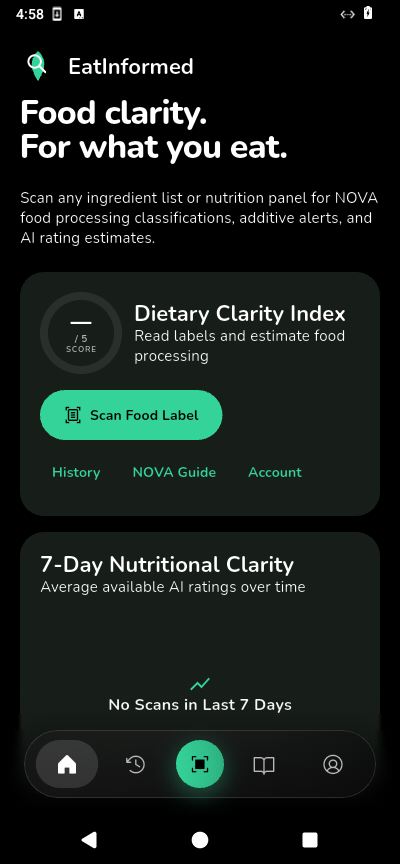 4:58
EatInformed
Food clarity.
For what you eat.
Scan any ingredient list or nutrition panel for NOVA
food processing classifications, additive alerts, and
AI rating estimates.
—
/ 5
SCORE
Dietary Clarity Index
Read labels and estimate food
processing
Scan Food Label
History NOVA Guide Account
7-Day Nutritional Clarity
Average available AI ratings over time
No Scans in Last 7 Days